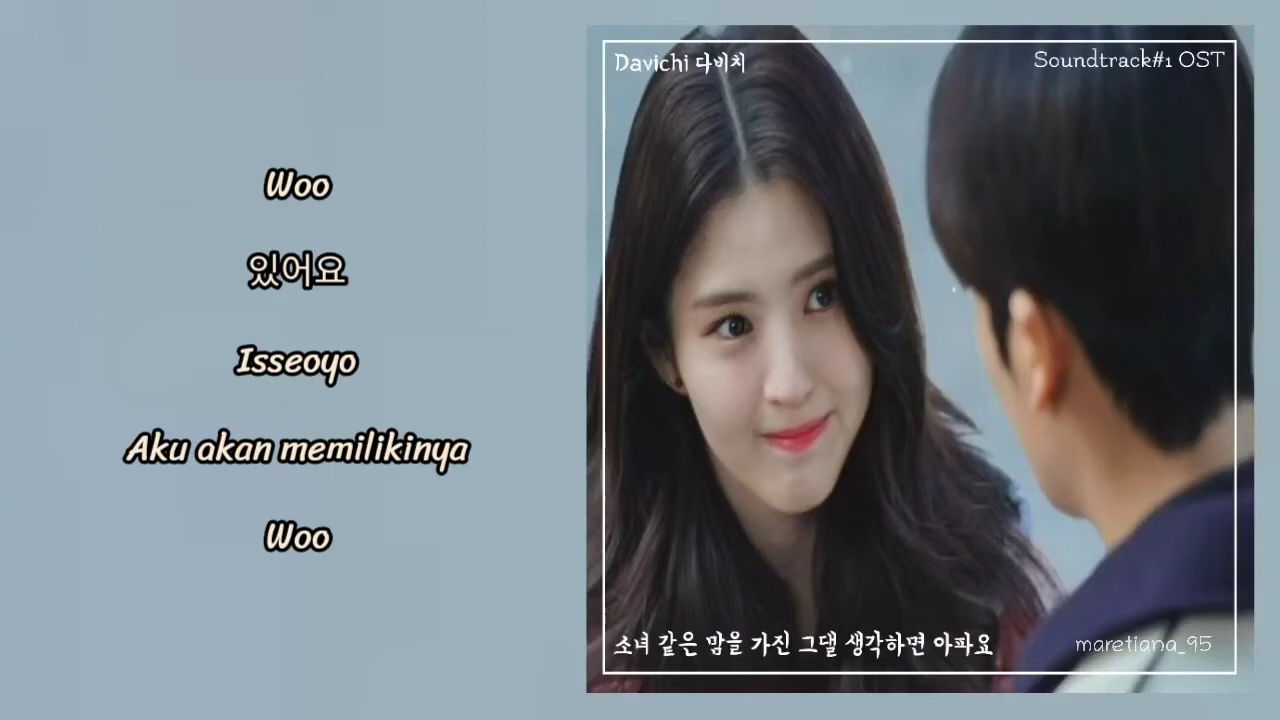 Woo
있어요
Isseoyo
Aku akan memilikinya
Woo
Davichi 다비치
Soundtrack#1 OST
소녀 같은 맘을 가진 그댈 생각하면 아파요
maretiana_95